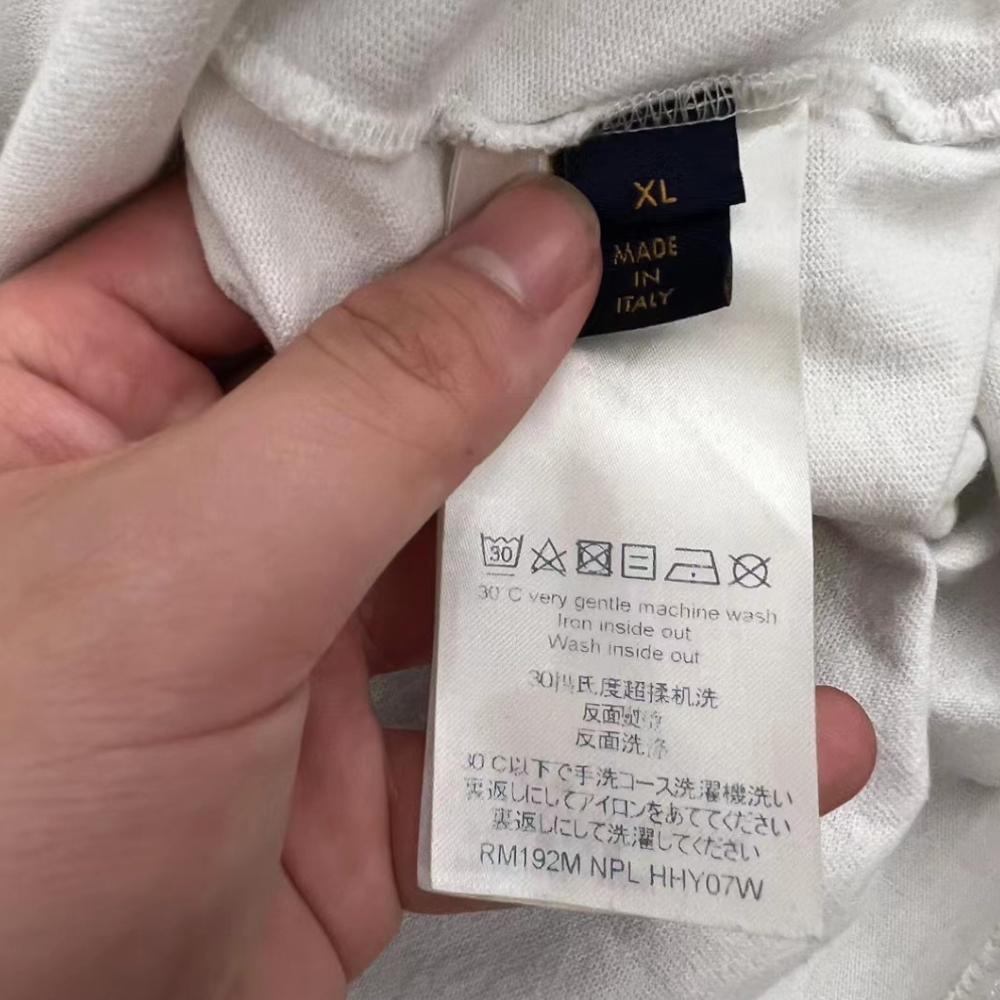 XL
MADE
IN
ITALY
30
30°C very gentle machine wash
Iron inside out
Wash inside out
30摄氏度超揉机洗
反面
反面洗涤
30°C以下で手洗コース洗濯機洗い
裏返しにしてアイロンをあててください
裏返しにして洗濯してください
RM192M NPL HHY07W